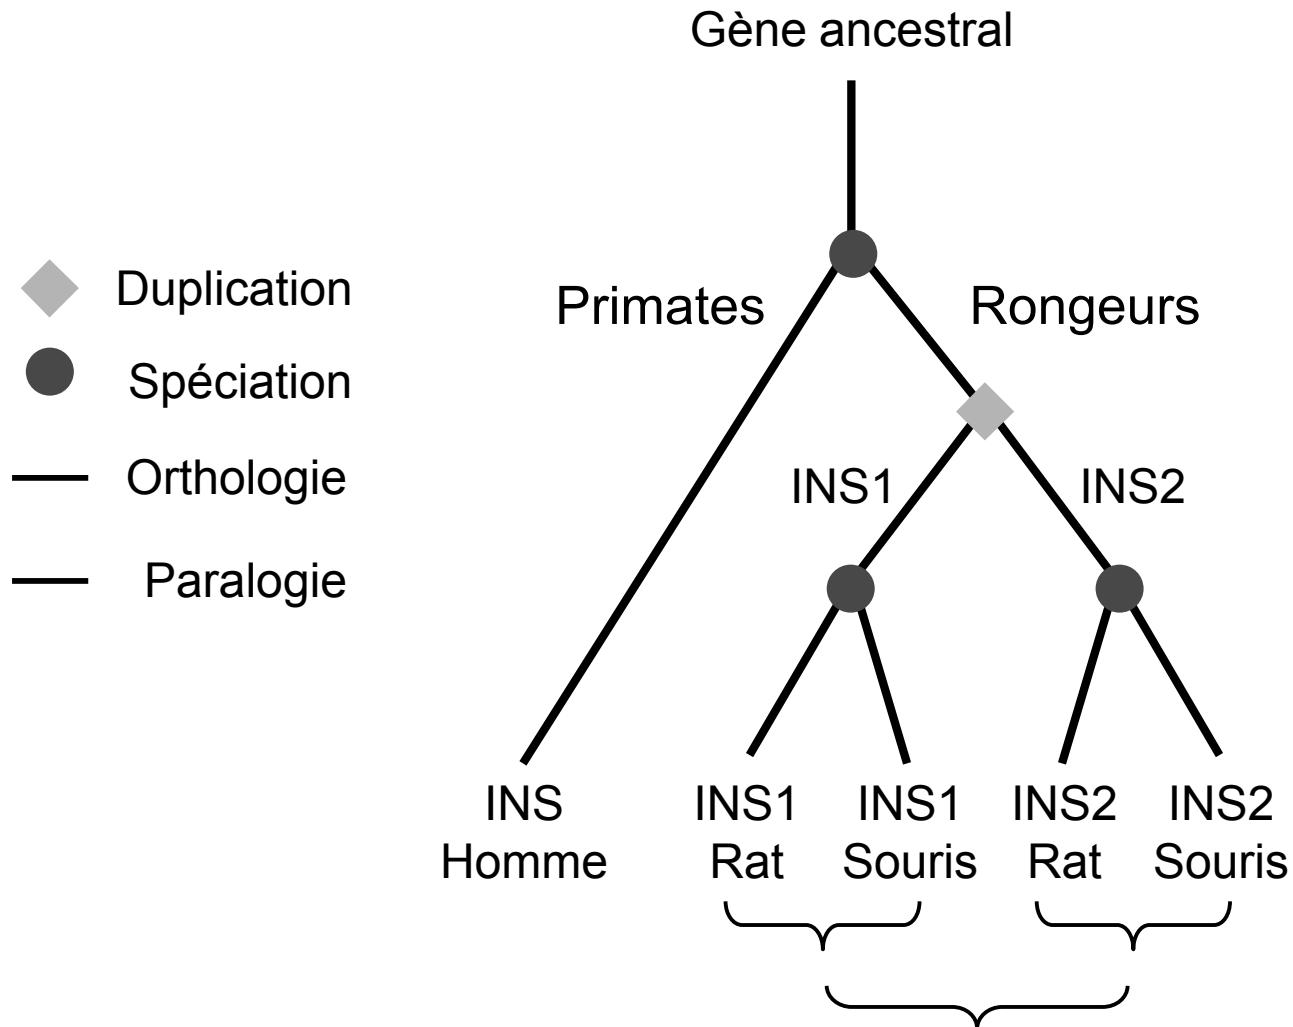 Gène ancestral
Duplication
Spéciation
Orthologie
Paralogie
Primates
Rongeurs
INS1
INS2
INS
Homme
INS1
Rat
INS1
Souris
INS2
Rat
INS2
Souris